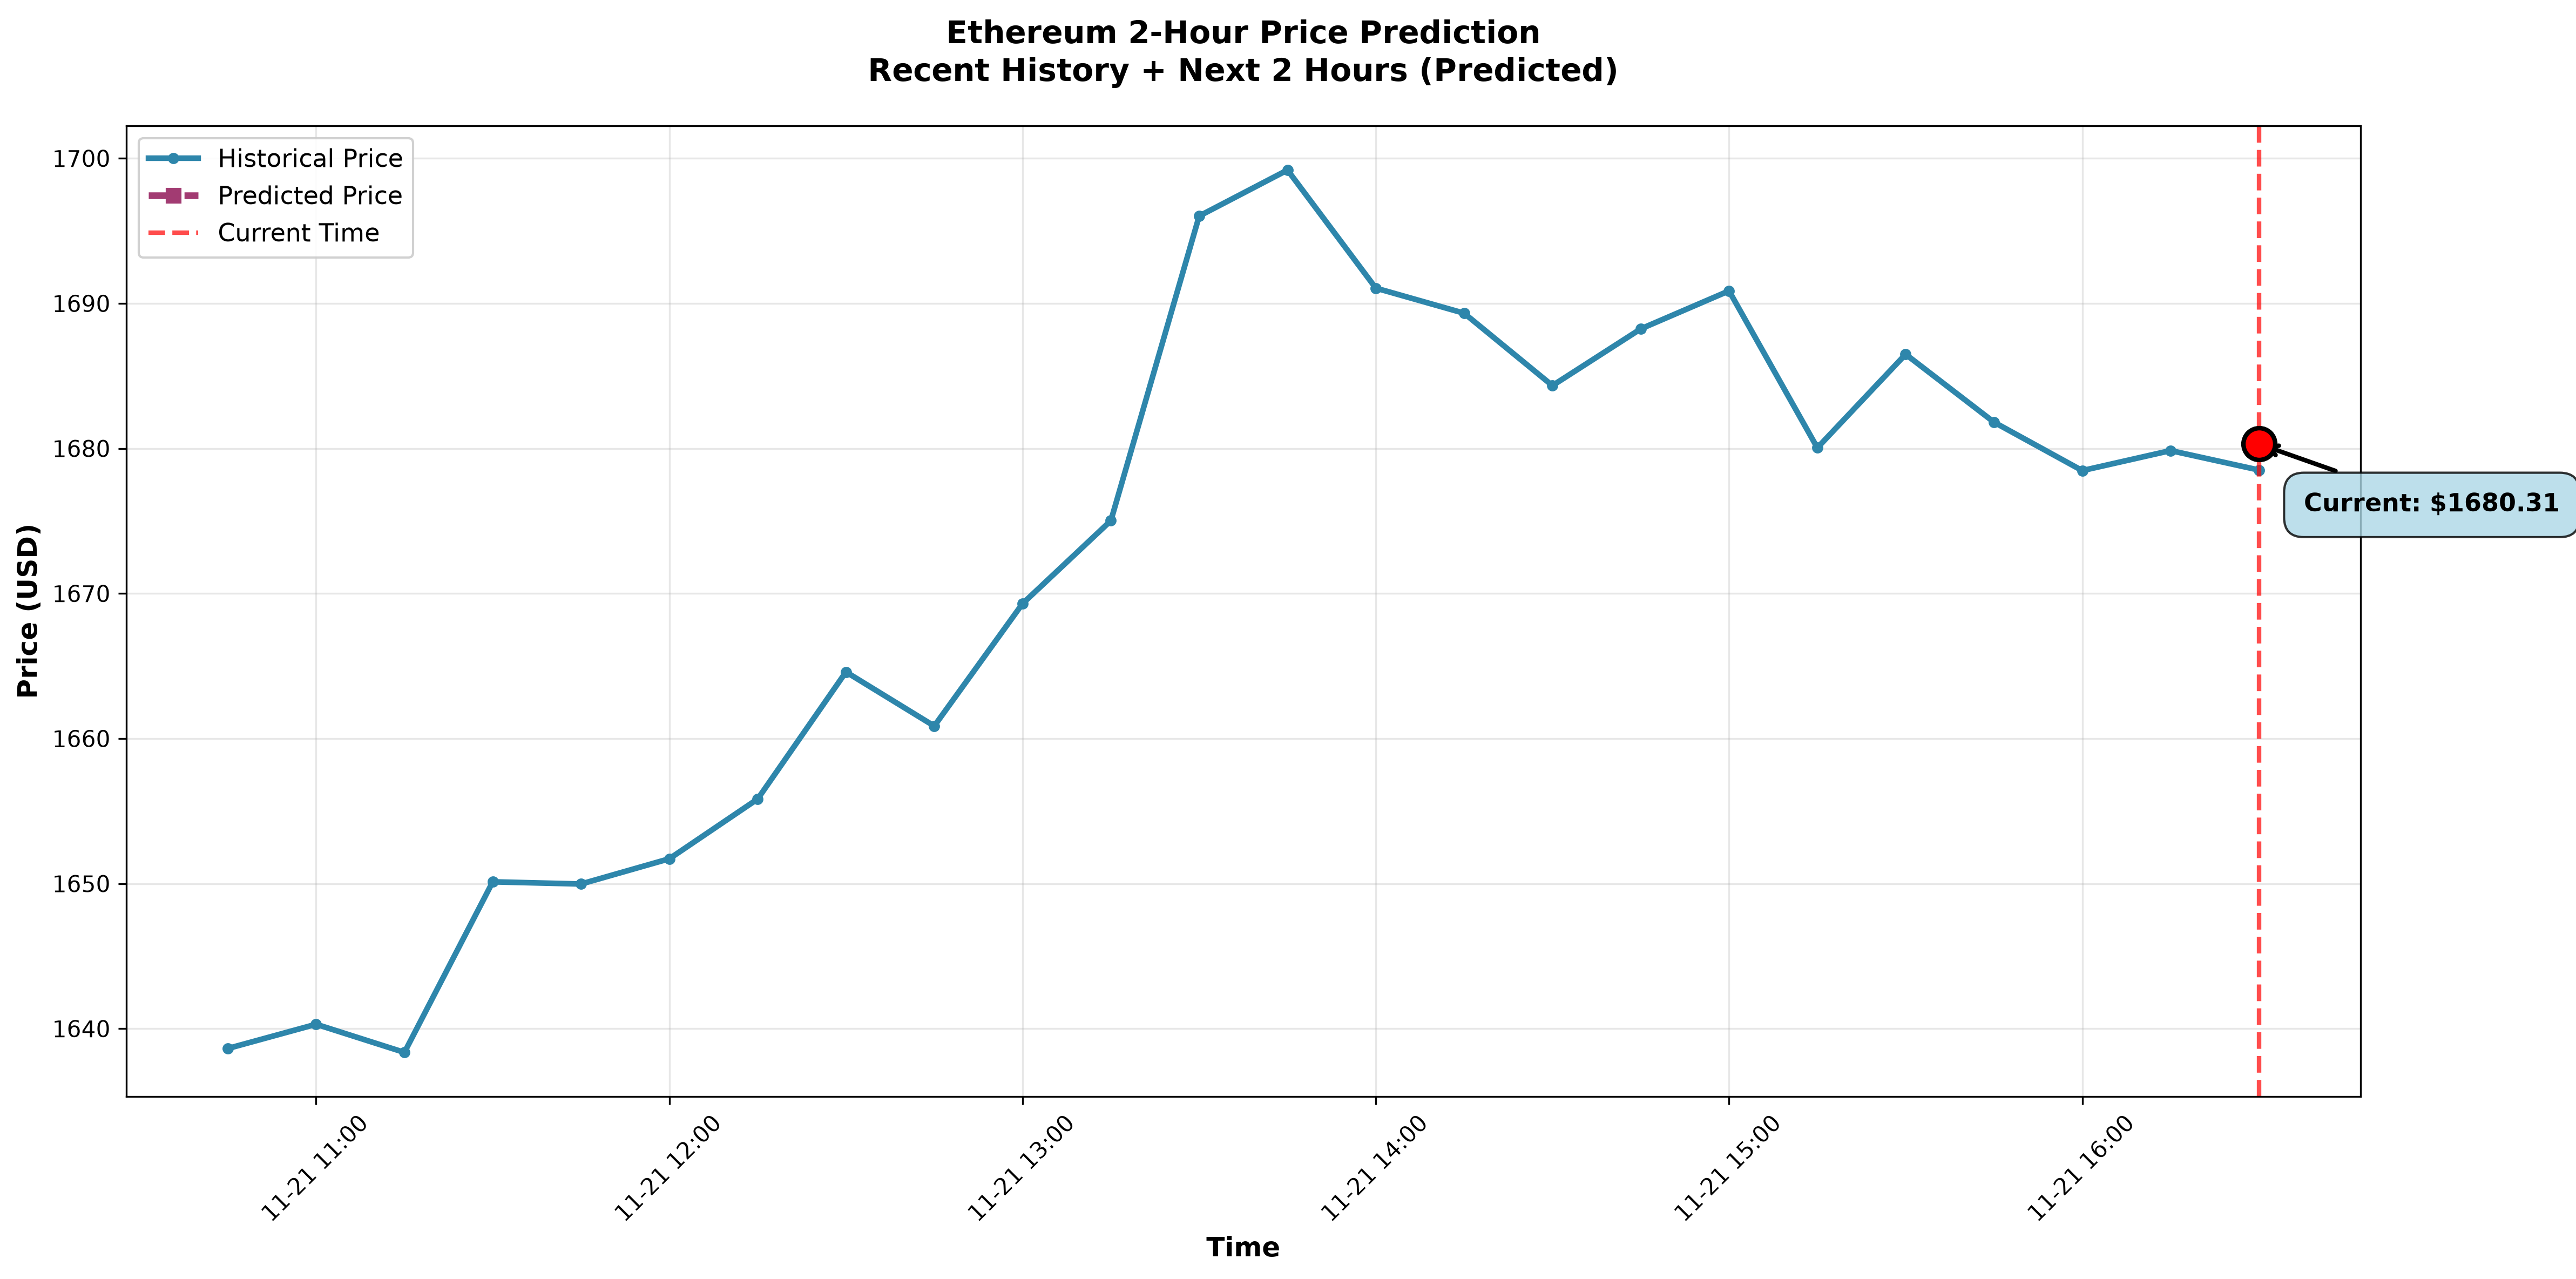 Ethereum 2-Hour Price Prediction
Recent History + Next 2 Hours (Predicted)
Historical Price
Predicted Price
Current Time
Price (USD)
1700
1690
1680
1670
1660
1650
1640
Current: $1680.31
11-21 11:00
11-21 12:00
11-21 13:00
11-21 14:00
11-21 15:00
11-21 16:00
Time